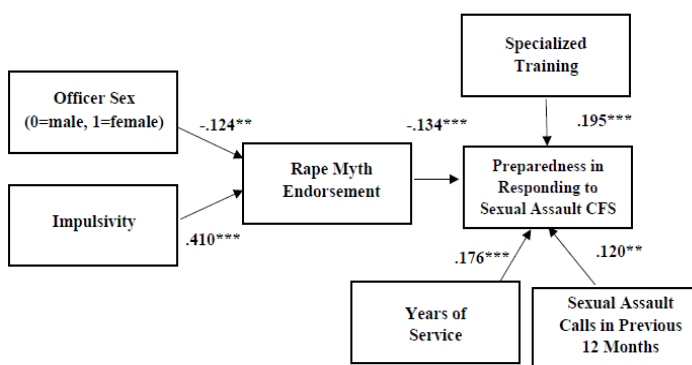 Specialized
Training
Officer Sex
(0=male, 1=female)
-.124**
-.134***
.195***
Rape Myth
Endorsement
Preparedness in
Responding to
Sexual Assault CFS
Impulsivity
.410***
.176***
.120**
Years of
Service
Sexual Assault
Calls in Previous
12 Months